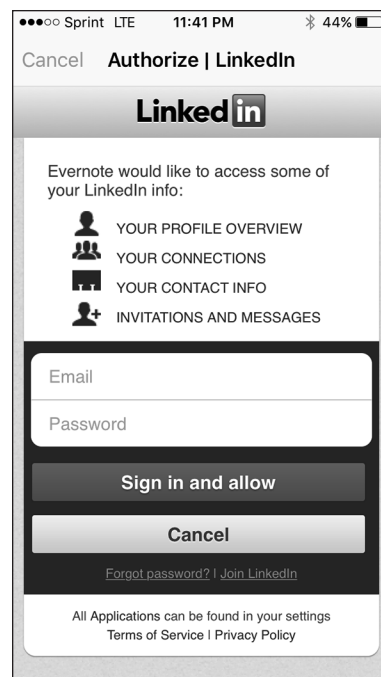 Sprint LTE 11:41 PM 44%
Cancel Authorize | LinkedIn
Linked in
Evernote would like to access some of
your LinkedIn info:
YOUR PROFILE OVERVIEW
YOUR CONNECTIONS
YOUR CONTACT INFO
INVITATIONS AND MESSAGES
Email
Password
Sign in and allow
Cancel
Forgot password? | Join LinkedIn
All Applications can be found in your settings
Terms of Service | Privacy Policy